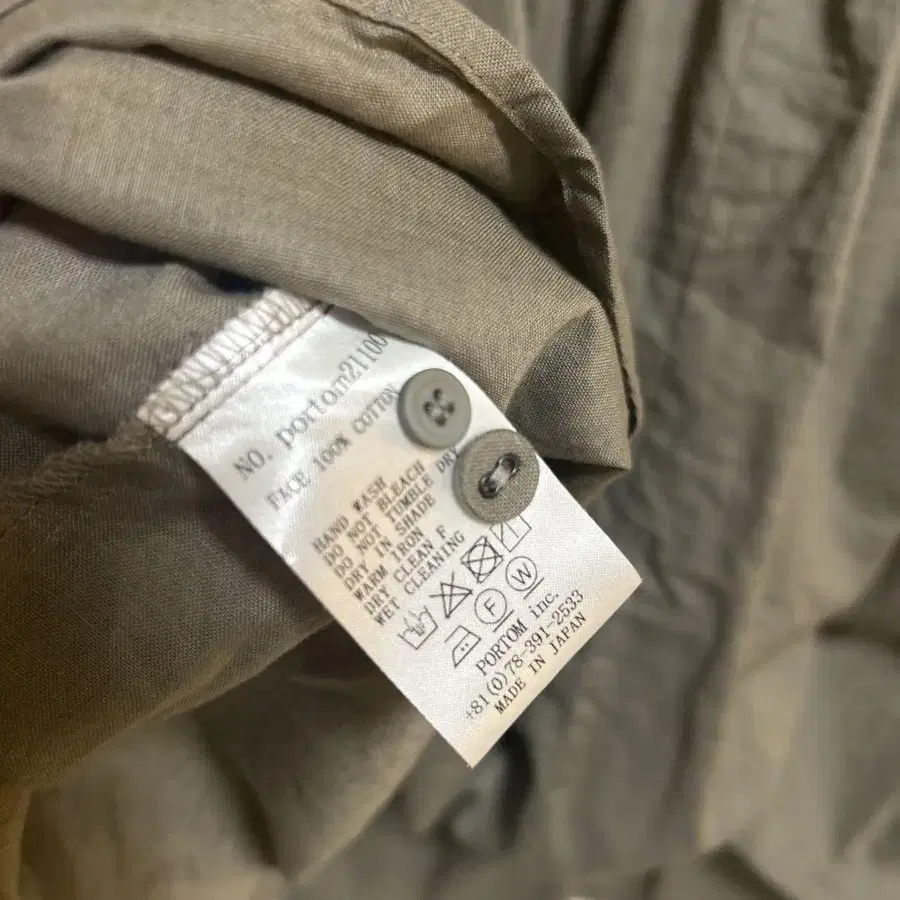 NO. portom21100
FACE 100% COTTON
HAND WASH
DO NOT BLEACH
DO NOT TUMBLE DRY
DRY IN SHADE
WARM IRON
DRY CLEAN F
WET CLEANING
F W
PORTOM inc.
+81(0)78-391-2533
MADE IN JAPAN